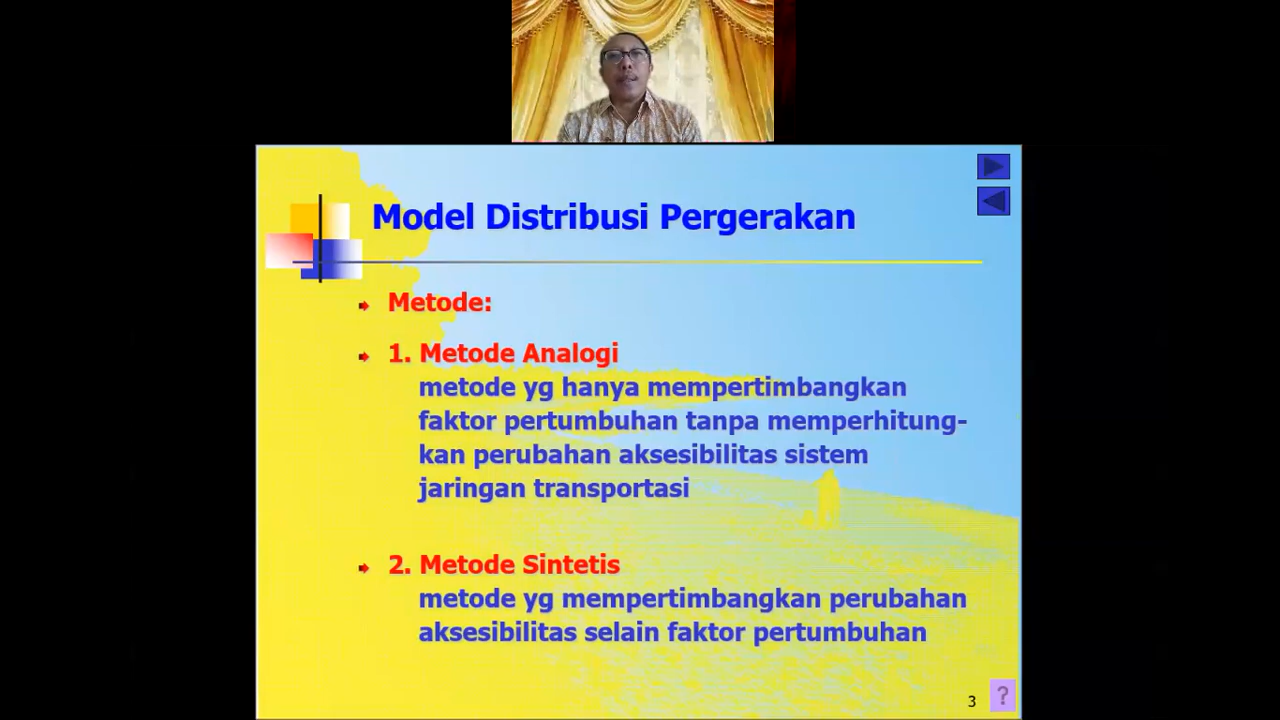 Model Distribusi Pergerakan
Metode:
1. Metode Analogi
metode yg hanya mempertimbangkan
faktor pertumbuhan tanpa memperhitung-
kan perubahan aksesibilitas sistem
jaringan transportasi
2. Metode Sintetis
metode yg mempertimbangkan perubahan
aksesibilitas selain faktor pertumbuhan
3
?